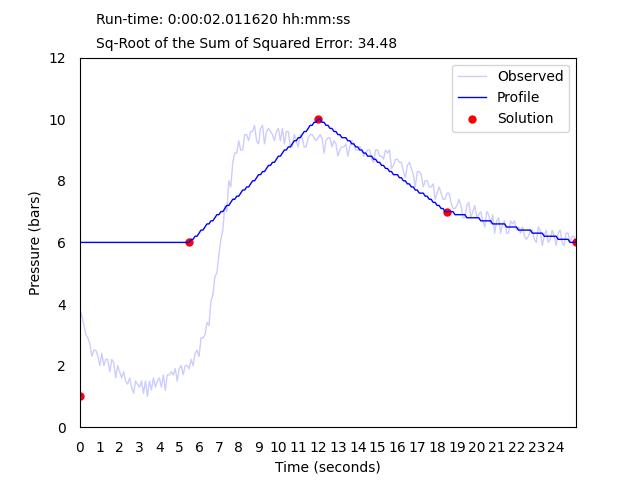 Run-time: 0:00:02.011620 hh:mm:ss
Sq-Root of the Sum of Squared Error: 34.48
12
10
8
6
4
2
0
Pressure (bars)
Observed
Profile
Solution
0 1 2 3 4 5 6 7 8 9 10 11 12 13 14 15 16 17 18 19 20 21 22 23 24
Time (seconds)